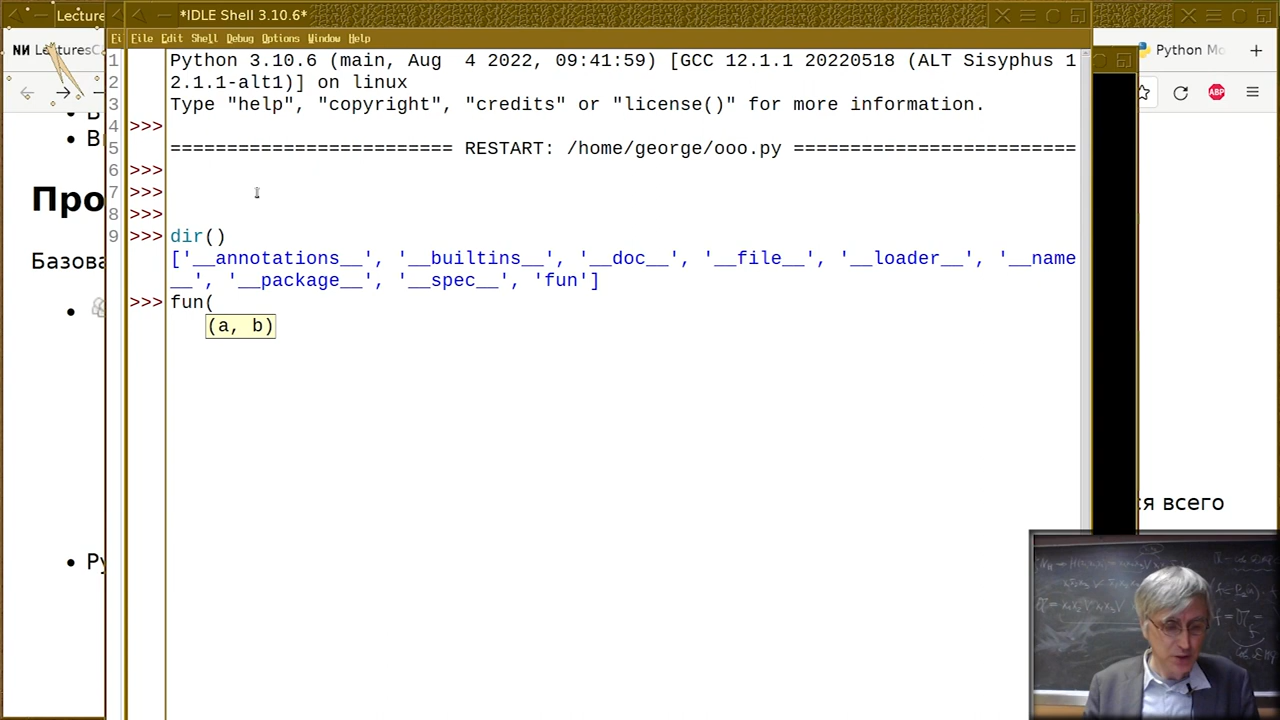 Lecture
*IDLE Shell 3.10.6*
File Edit Shell Debug Options Window Help
Python Mo
Python 3.10.6 (main, Aug  4 2022, 09:41:59) [GCC 12.1.1 20220518 (ALT Sisyphus 1
2.1.1-alt1)] on linux
Type "help", "copyright", "credits" or "license()" for more information.
>>>
======================== RESTART: /home/george/ooo.py ========================
>>>
>>>
>>>
>>> dir()
['__annotations__', '__builtins__', '__doc__', '__file__', '__loader__', '__name
__', '__package__', '__spec__', 'fun']
>>> fun(
(a, b)
1
2
3
4
5
6
7
8
9
Про
Базова
Ру
ся всего
ABP